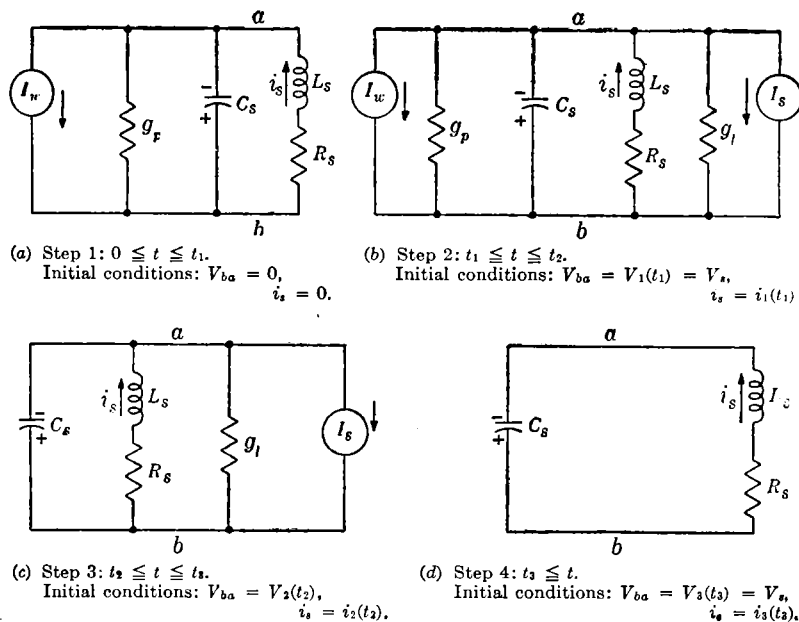 a
a
I_w
g_p
C_s
i_s
L_s
R_s
h
I_w
g_p
C_s
i_s
L_s
R_s
g_l
I_s
b
(a) Step 1: 0 ≦ t ≦ t₁.
Initial conditions: V_ba = 0,
i_s = 0.
(b) Step 2: t₁ ≦ t ≦ t₂.
Initial conditions: V_ba = V₁(t₁) = V_s,
i_s = i₁(t₁)
a
a
C_s
i_s
L_s
R_s
g_l
I_s
b
C_s
i_s
R_s
b
(c) Step 3: t₂ ≦ t ≦ t₃.
Initial conditions: V_ba = V₂(t₂),
i_s = i₂(t₂).
(d) Step 4: t₃ ≦ t.
Initial conditions: V_ba = V₃(t₃) = V_s,
i_s = i₃(t₃).